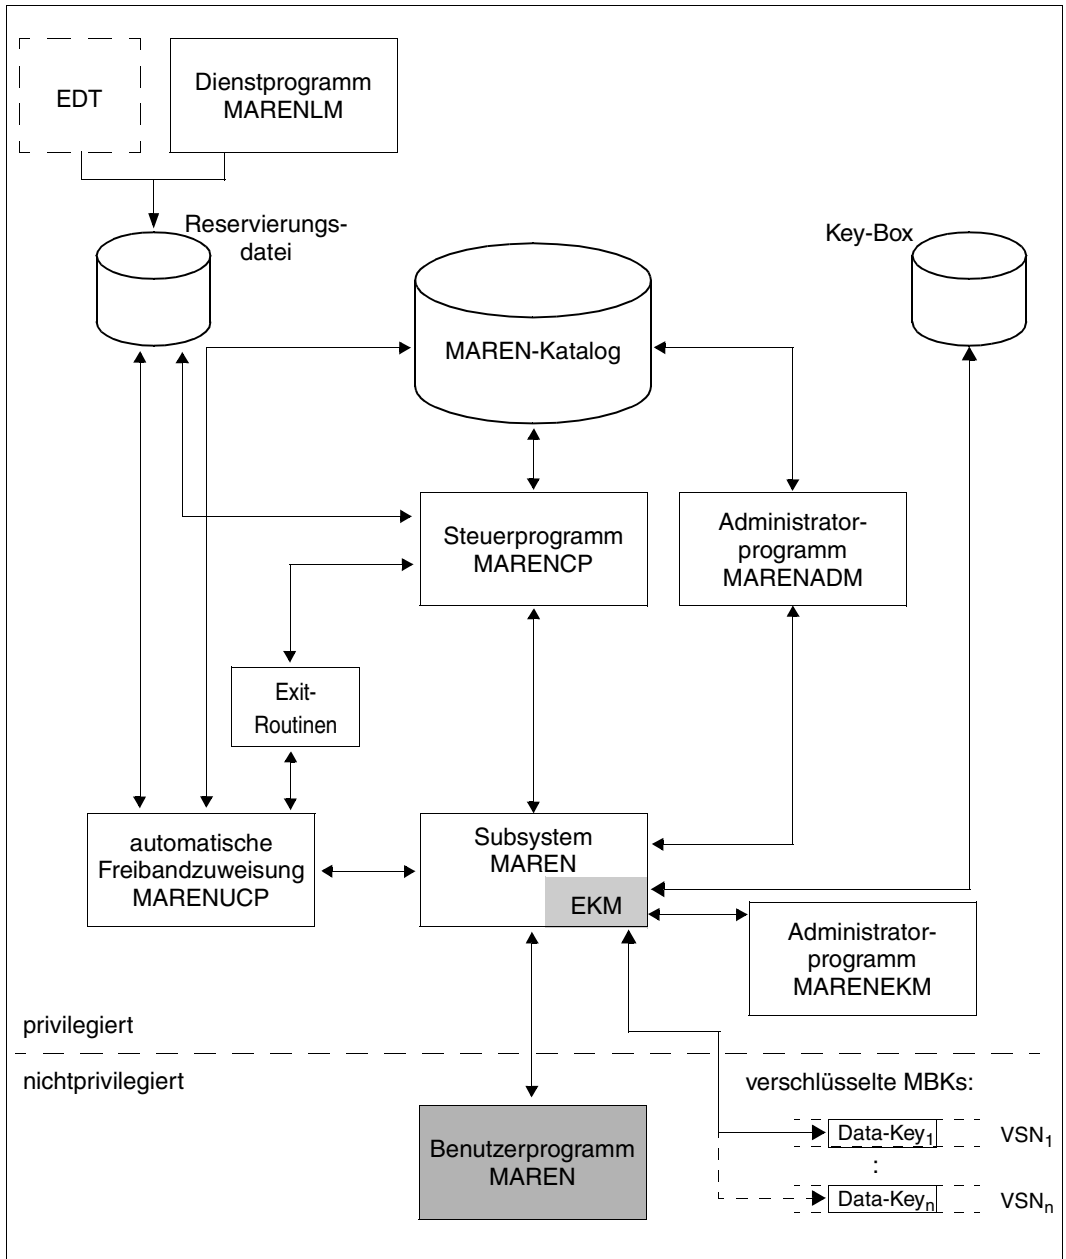 EDT
Dienstprogramm
MARENLM
Reservierungs-
datei
Key-Box
MAREN-Katalog
Steuerprogramm
MARENCP
Administrator-
programm
MARENADM
Exit-
Routinen
automatische
Freibandzuweisung
MARENUCP
Subsystem
MAREN
EKM
Administrator-
programm
MARENEKM
privilegiert
nichtprivilegiert
verschlüsselte MBKs:
Benutzerprogramm
MAREN
Data-Key1 VSN1
:
Data-Keyn VSNn